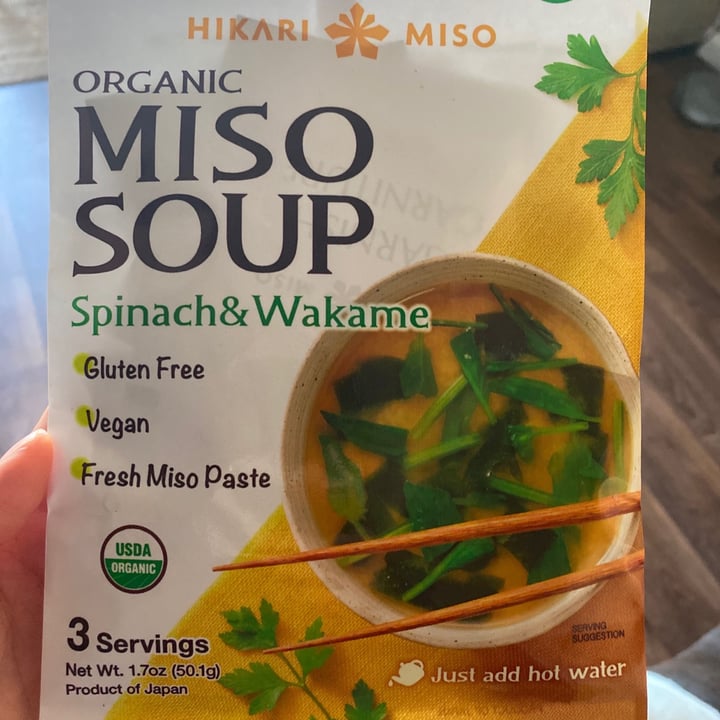 HIKARI MISO
ORGANIC
MISO
SOUP
Spinach&Wakame
Gluten Free
Vegan
Fresh Miso Paste
USDA
ORGANIC
3 Servings
Net Wt. 1.7oz (50.1g)
Product of Japan
SERVING
SUGGESTION
Just add hot water